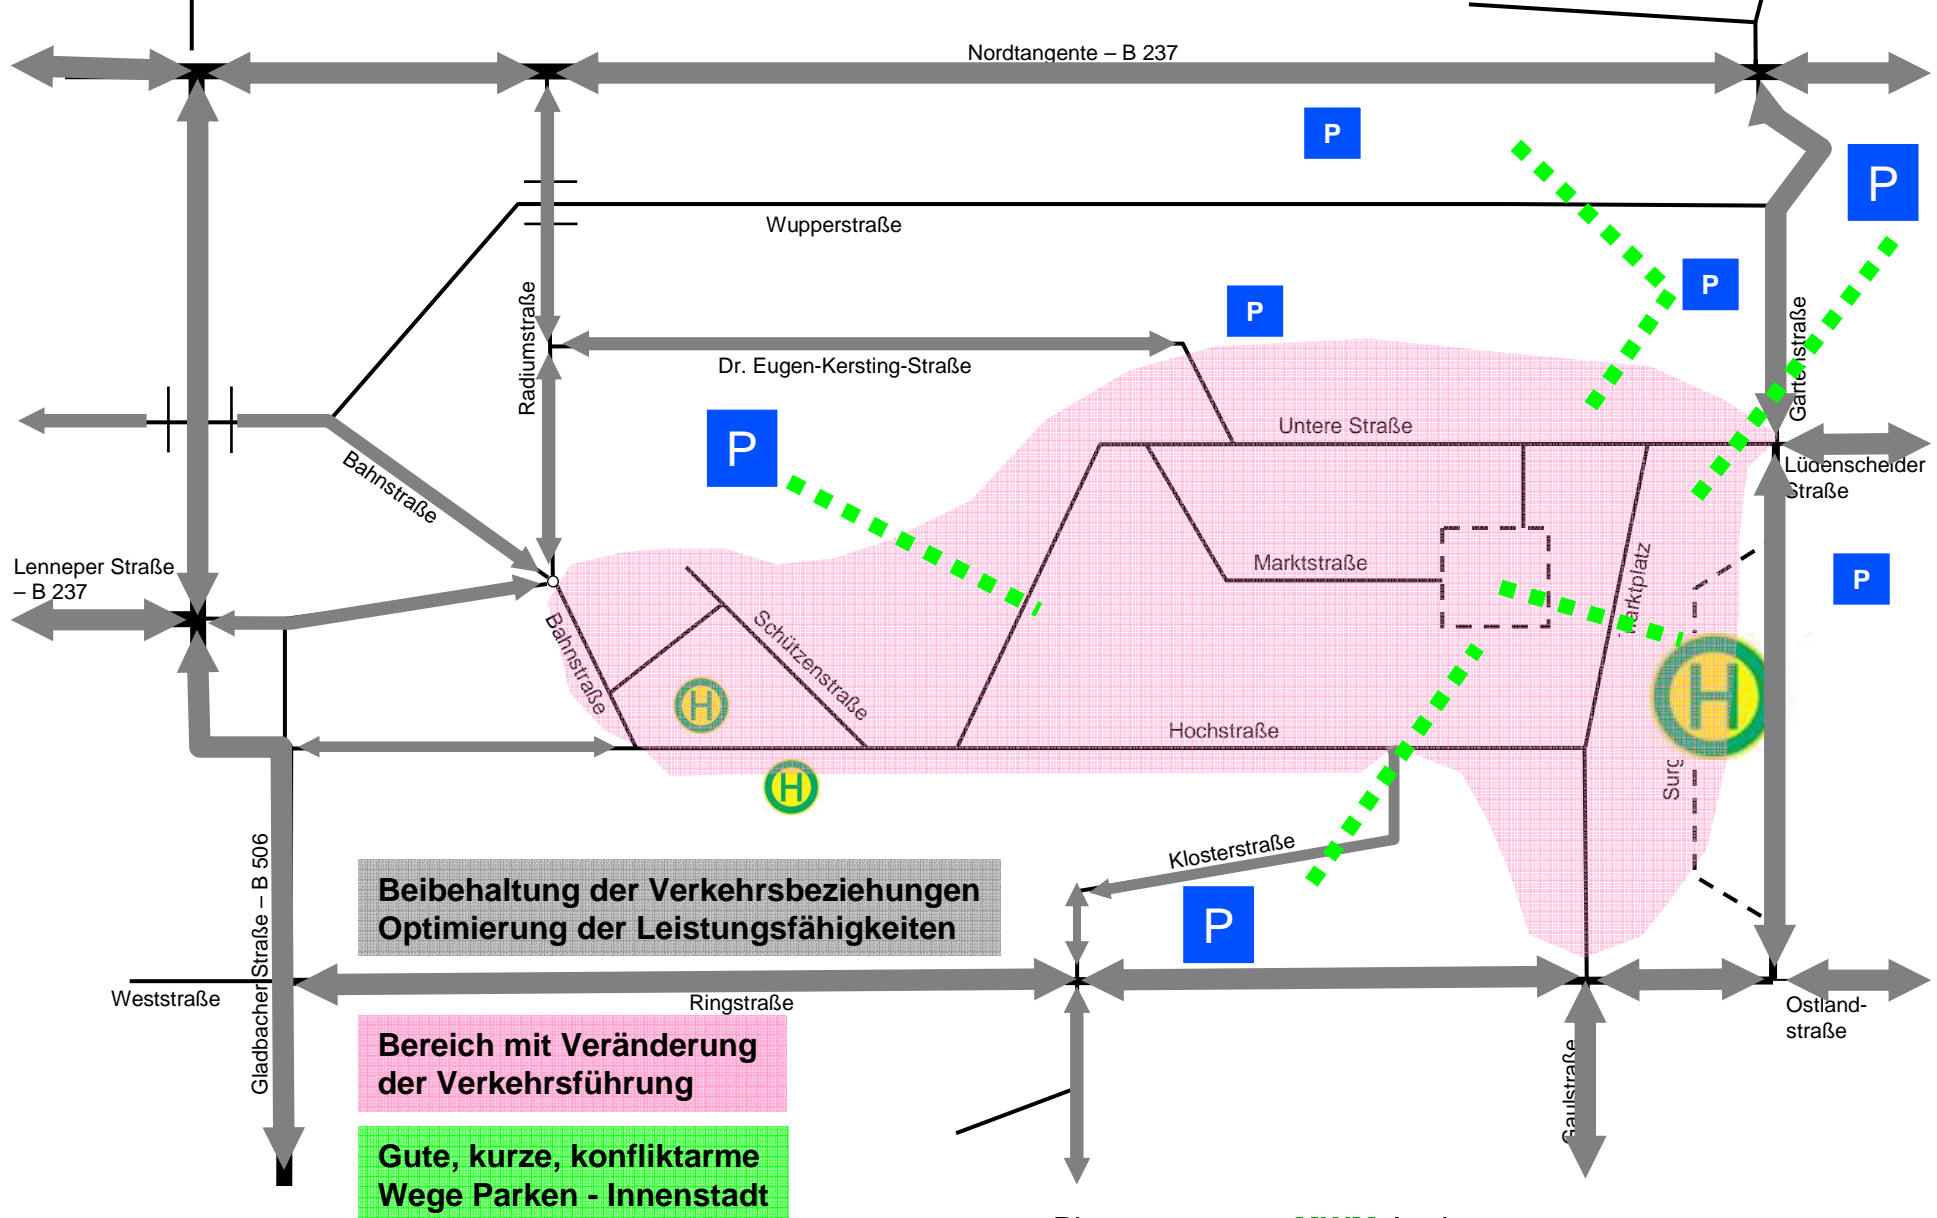 Nordtangente – B 237
P
P
Wupperstraße
P
P
Radiumstraße
Gartenstraße
Dr. Eugen-Kersting-Straße
P
Untere Straße
Bahnstraße
Lüdenscheider
Straße
Lenneper Straße
– B 237
Marktstraße
Marktplatz
P
Bahnstraße
Schützenstraße
H
H
Hochstraße
H
Surg
Klosterstraße
Gladbacher Straße – B 506
Beibehaltung der Verkehrsbeziehungen
Optimierung der Leistungsfähigkeiten
P
Weststraße
Ringstraße
Ostland-
straße
Bereich mit Veränderung
der Verkehrsführung
Gaulstraße
Gute, kurze, konfliktarme
Wege Parken - Innenstadt